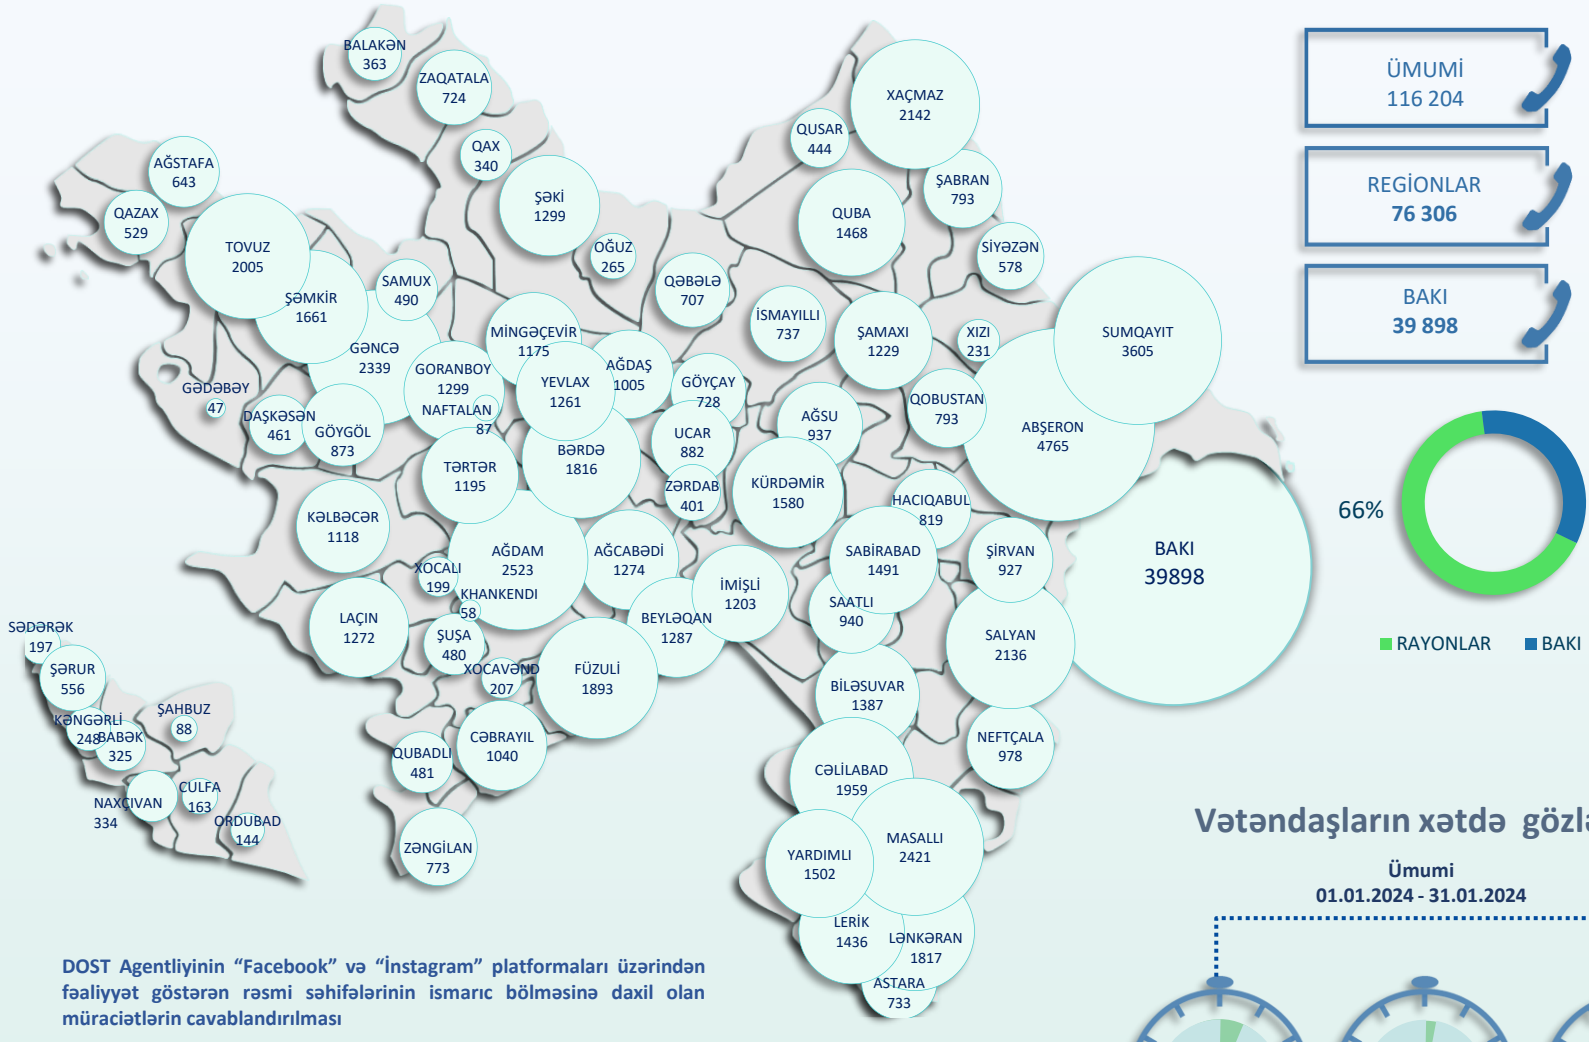 BALAKƏN
363
ZAQATALA
724
QAX
340
ŞƏKİ
1299
OĞUZ
265
QƏBƏLƏ
707
AĞSTAFA
643
QAZAX
529
TOVUZ
2005
ŞƏMKİR
1661
SAMUX
490
GƏNCƏ
2339
GƏDƏBƏY
47
DAŞKƏSƏN
461
GÖYGÖL
873
GORANBOY
1299
NAFTALAN
87
MİNGƏÇEVİR
1175
YEVLAX
1261
AĞDAŞ
1005
GÖYÇAY
728
UCAR
882
ZƏRDAB
401
BƏRDƏ
1816
TƏRTƏR
1195
XAÇMAZ
2142
QUSAR
444
ŞABRAN
793
QUBA
1468
SİYƏZƏN
578
İSMAYILLI
737
ŞAMAXI
1229
XIZI
231
SUMQAYIT
3605
QOBUSTAN
793
ABŞERON
4765
AĞSU
937
KÜRDƏMİR
1580
HACIQABUL
819
SABİRABAD
1491
ŞİRVAN
927
BAKI
39898
SAATLI
940
SALYAN
2136
BİLƏSUVAR
1387
NEFTÇALA
978
CƏLİLABAD
1959
MASALLI
2421
YARDIMLI
1502
LERİK
1436
LƏNKƏRAN
1817
ASTARA
733
KƏLBƏCƏR
1118
AĞDAM
2523
AĞCABƏDİ
1274
İMİŞLİ
1203
BEYLƏQAN
1287
XOCALI
199
KHANKENDI
58
LAÇIN
1272
ŞUŞA
480
XOCAVƏND
207
FÜZULİ
1893
CƏBRAYIL
1040
QUBADLI
481
ZƏNGİLAN
773
SƏDƏRƏK
197
ŞƏRUR
556
KƏNGƏRLİ
248
BABƏK
325
ŞAHBUZ
88
NAXÇIVAN
334
CULFA
163
ORDUBAD
144
ÜMUMİ
116 204
REGİONLAR
76 306
BAKI
39 898
66%
RAYONLAR
BAKI
Vətəndaşların xətdə gözlə
Ümumi
01.01.2024 - 31.01.2024
DOST Agentliyinin “Facebook” və “İnstagram” platformaları üzərindən
fəaliyyət göstərən rəsmi səhifələrinin ismarıc bölməsinə daxil olan
müraciətlərin cavablandırılması